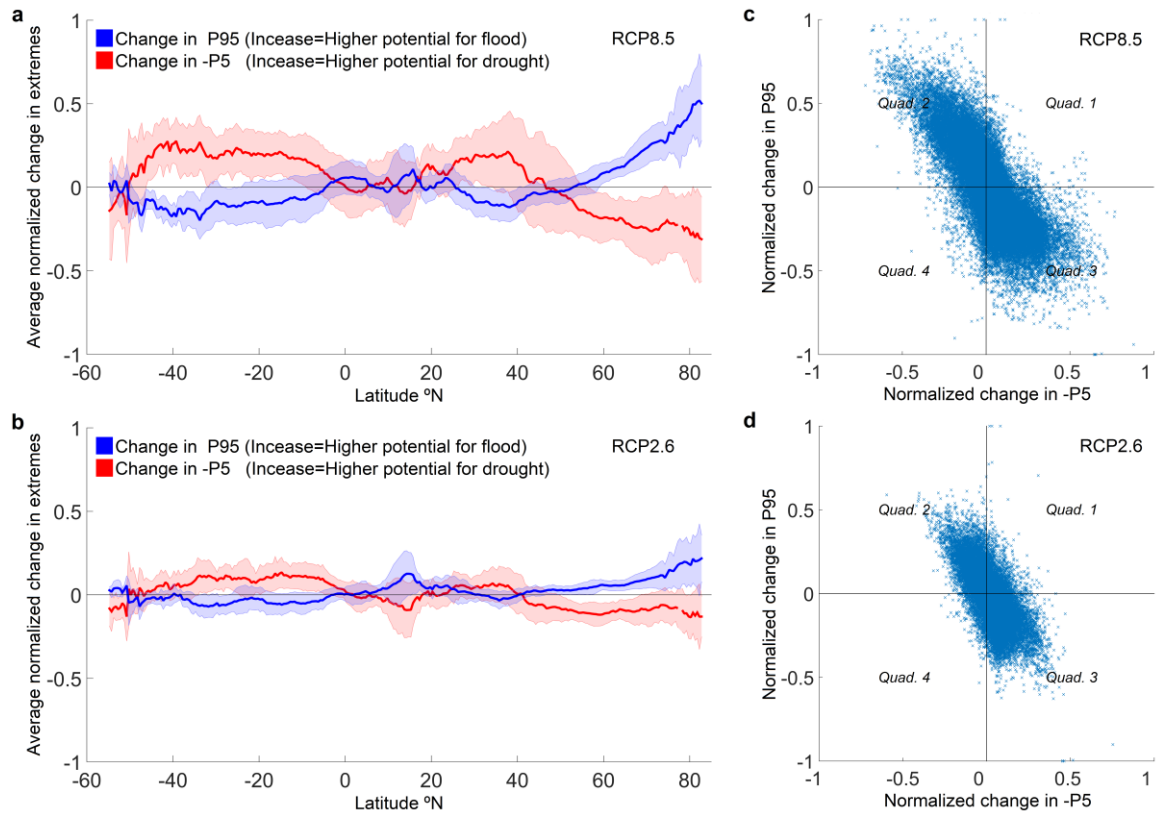 a
Change in P95 (Incease=Higher potential for flood)
Change in -P5 (Incease=Higher potential for drought)
RCP8.5
Average normalized change in extremes
1
0.5
0
-0.5
-1
-60
-40
-20
0
20
40
60
80
Latitude ºN
c
RCP8.5
Quad. 2
Quad. 1
Quad. 4
Quad. 3
Normalized change in P95
1
0.5
0
-0.5
-1
-1
-0.5
0
0.5
1
Normalized change in -P5
b
Change in P95 (Incease=Higher potential for flood)
Change in -P5 (Incease=Higher potential for drought)
RCP2.6
Average normalized change in extremes
1
0.5
0
-0.5
-1
-60
-40
-20
0
20
40
60
80
Latitude ºN
d
RCP2.6
Quad. 2
Quad. 1
Quad. 4
Quad. 3
Normalized change in P95
1
0.5
0
-0.5
-1
-1
-0.5
0
0.5
1
Normalized change in -P5